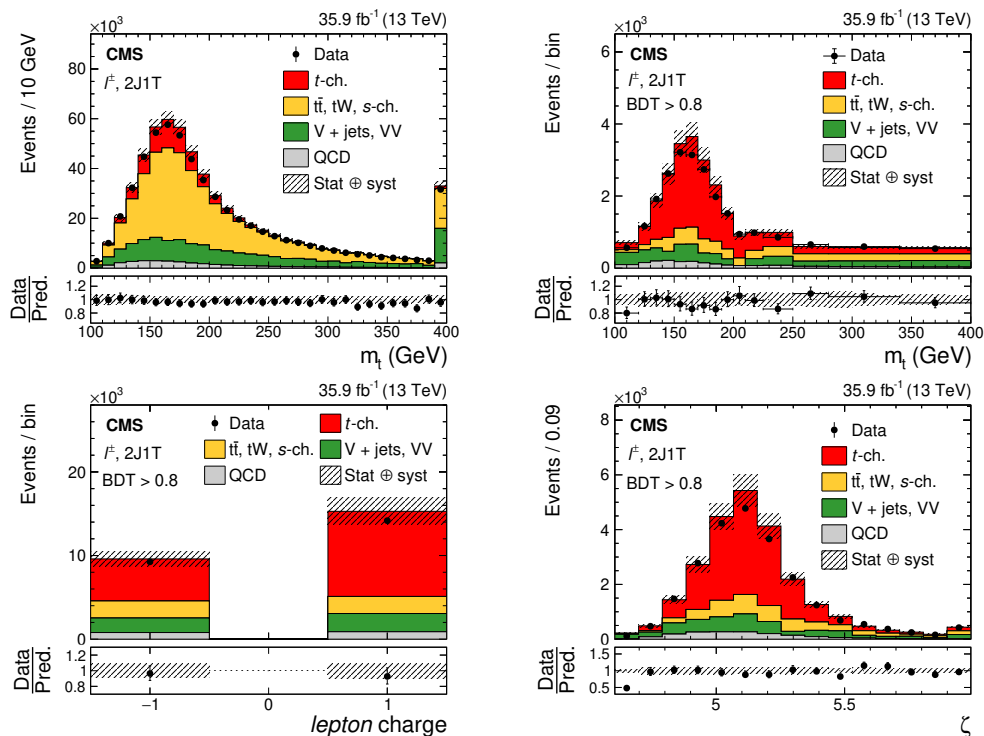 35.9 fb⁻¹ (13 TeV)
×10³
CMS
l±, 2J1T
Data
t-ch.
tt̄, tW, s-ch.
V + jets, VV
QCD
Stat ⊕ syst
Events / 10 GeV
80
60
40
20
0
Data
Pred.
1.2
1.0
0.8
100 150 200 250 300 350 400
m_t (GeV)
35.9 fb⁻¹ (13 TeV)
×10³
CMS
l±, 2J1T
BDT > 0.8
Data
t-ch.
tt̄, tW, s-ch.
V + jets, VV
QCD
Stat ⊕ syst
Events / bin
6
4
2
0
Data
Pred.
1.2
1.0
0.8
100 150 200 250 300 350 400
m_t (GeV)
35.9 fb⁻¹ (13 TeV)
×10³
CMS
l±, 2J1T
BDT > 0.8
Data t-ch.
tt̄, tW, s-ch. V + jets, VV
QCD Stat ⊕ syst
Events / bin
20
10
0
Data
Pred.
1.2
1.0
0.8
−1 0 1
lepton charge
35.9 fb⁻¹ (13 TeV)
×10³
CMS
l±, 2J1T
BDT > 0.8
Data
t-ch.
tt̄, tW, s-ch.
V + jets, VV
QCD
Stat ⊕ syst
Events / 0.09
8
6
4
2
0
Data
Pred.
1.5
1.0
0.5
5 5.5
ζ